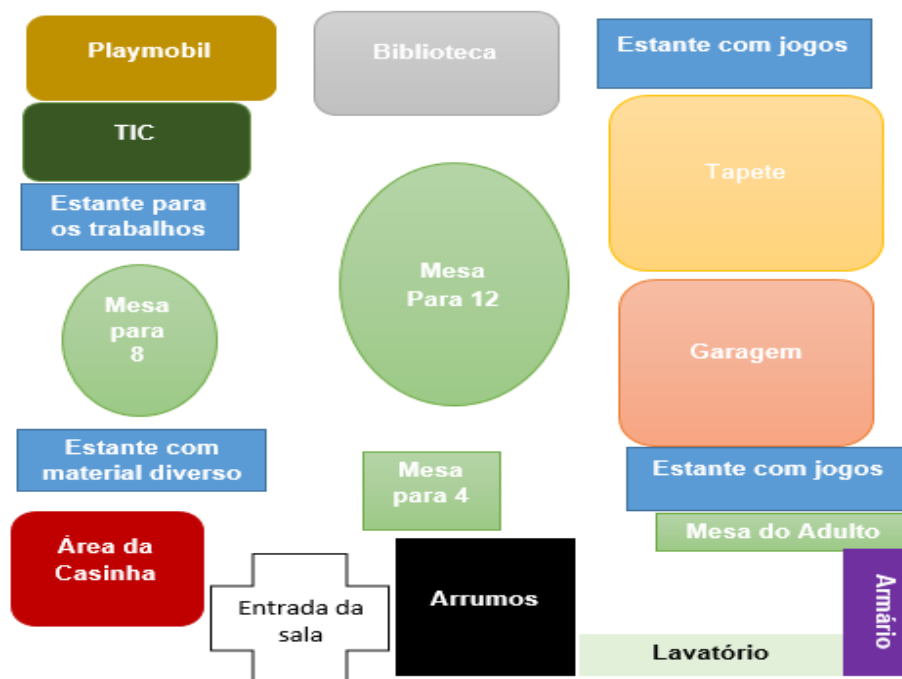 Playmobil
Biblioteca
Estante com jogos
TIC
Tapete
Estante para
os trabalhos
Mesa
Para 12
Mesa
para
8
Garagem
Estante com
material diverso
Mesa
para 4
Estante com jogos
Mesa do Adulto
Área da
Casinha
Entrada da
sala
Arrumos
Armário
Lavatório